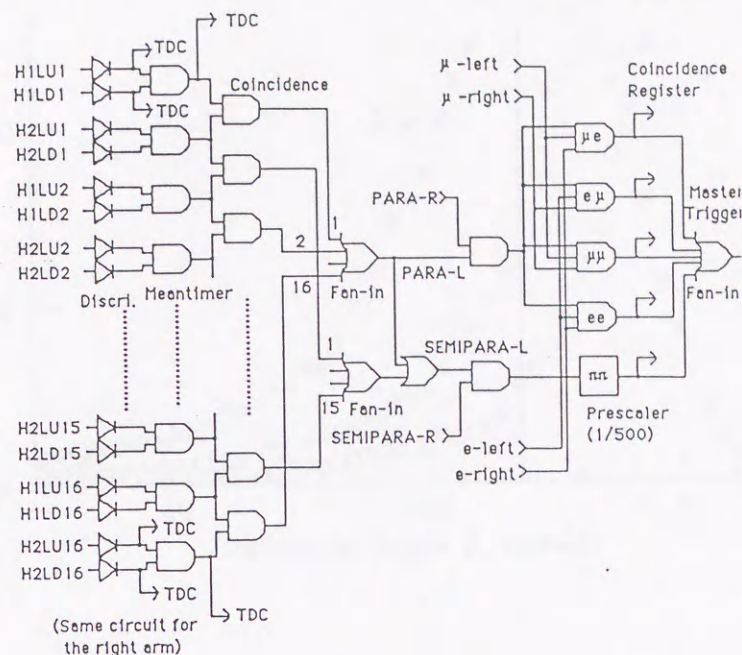 TDC
TDC
H1LU1
H1LD1
TDC
Coincidence
H2LU1
H2LD1
H1LU2
H1LD2
H2LU2
H2LD2
Discri.
Meantimer
1
2
16
Fan-in
μ-left
μ-right
PARA-R
PARA-L
Coincidence
Register
μe
eμ
μμ
ee
Master
Trigger
Fan-in
1
15
Fan-in
SEMIPARA-L
SEMIPARA-R
ππ
Prescaler
(1/500)
e-left
e-right
H2LU15
H2LD15
H1LU16
H1LD16
H2LU16
H2LD16
TDC
TDC
TDC
(Same circuit for
the right arm)